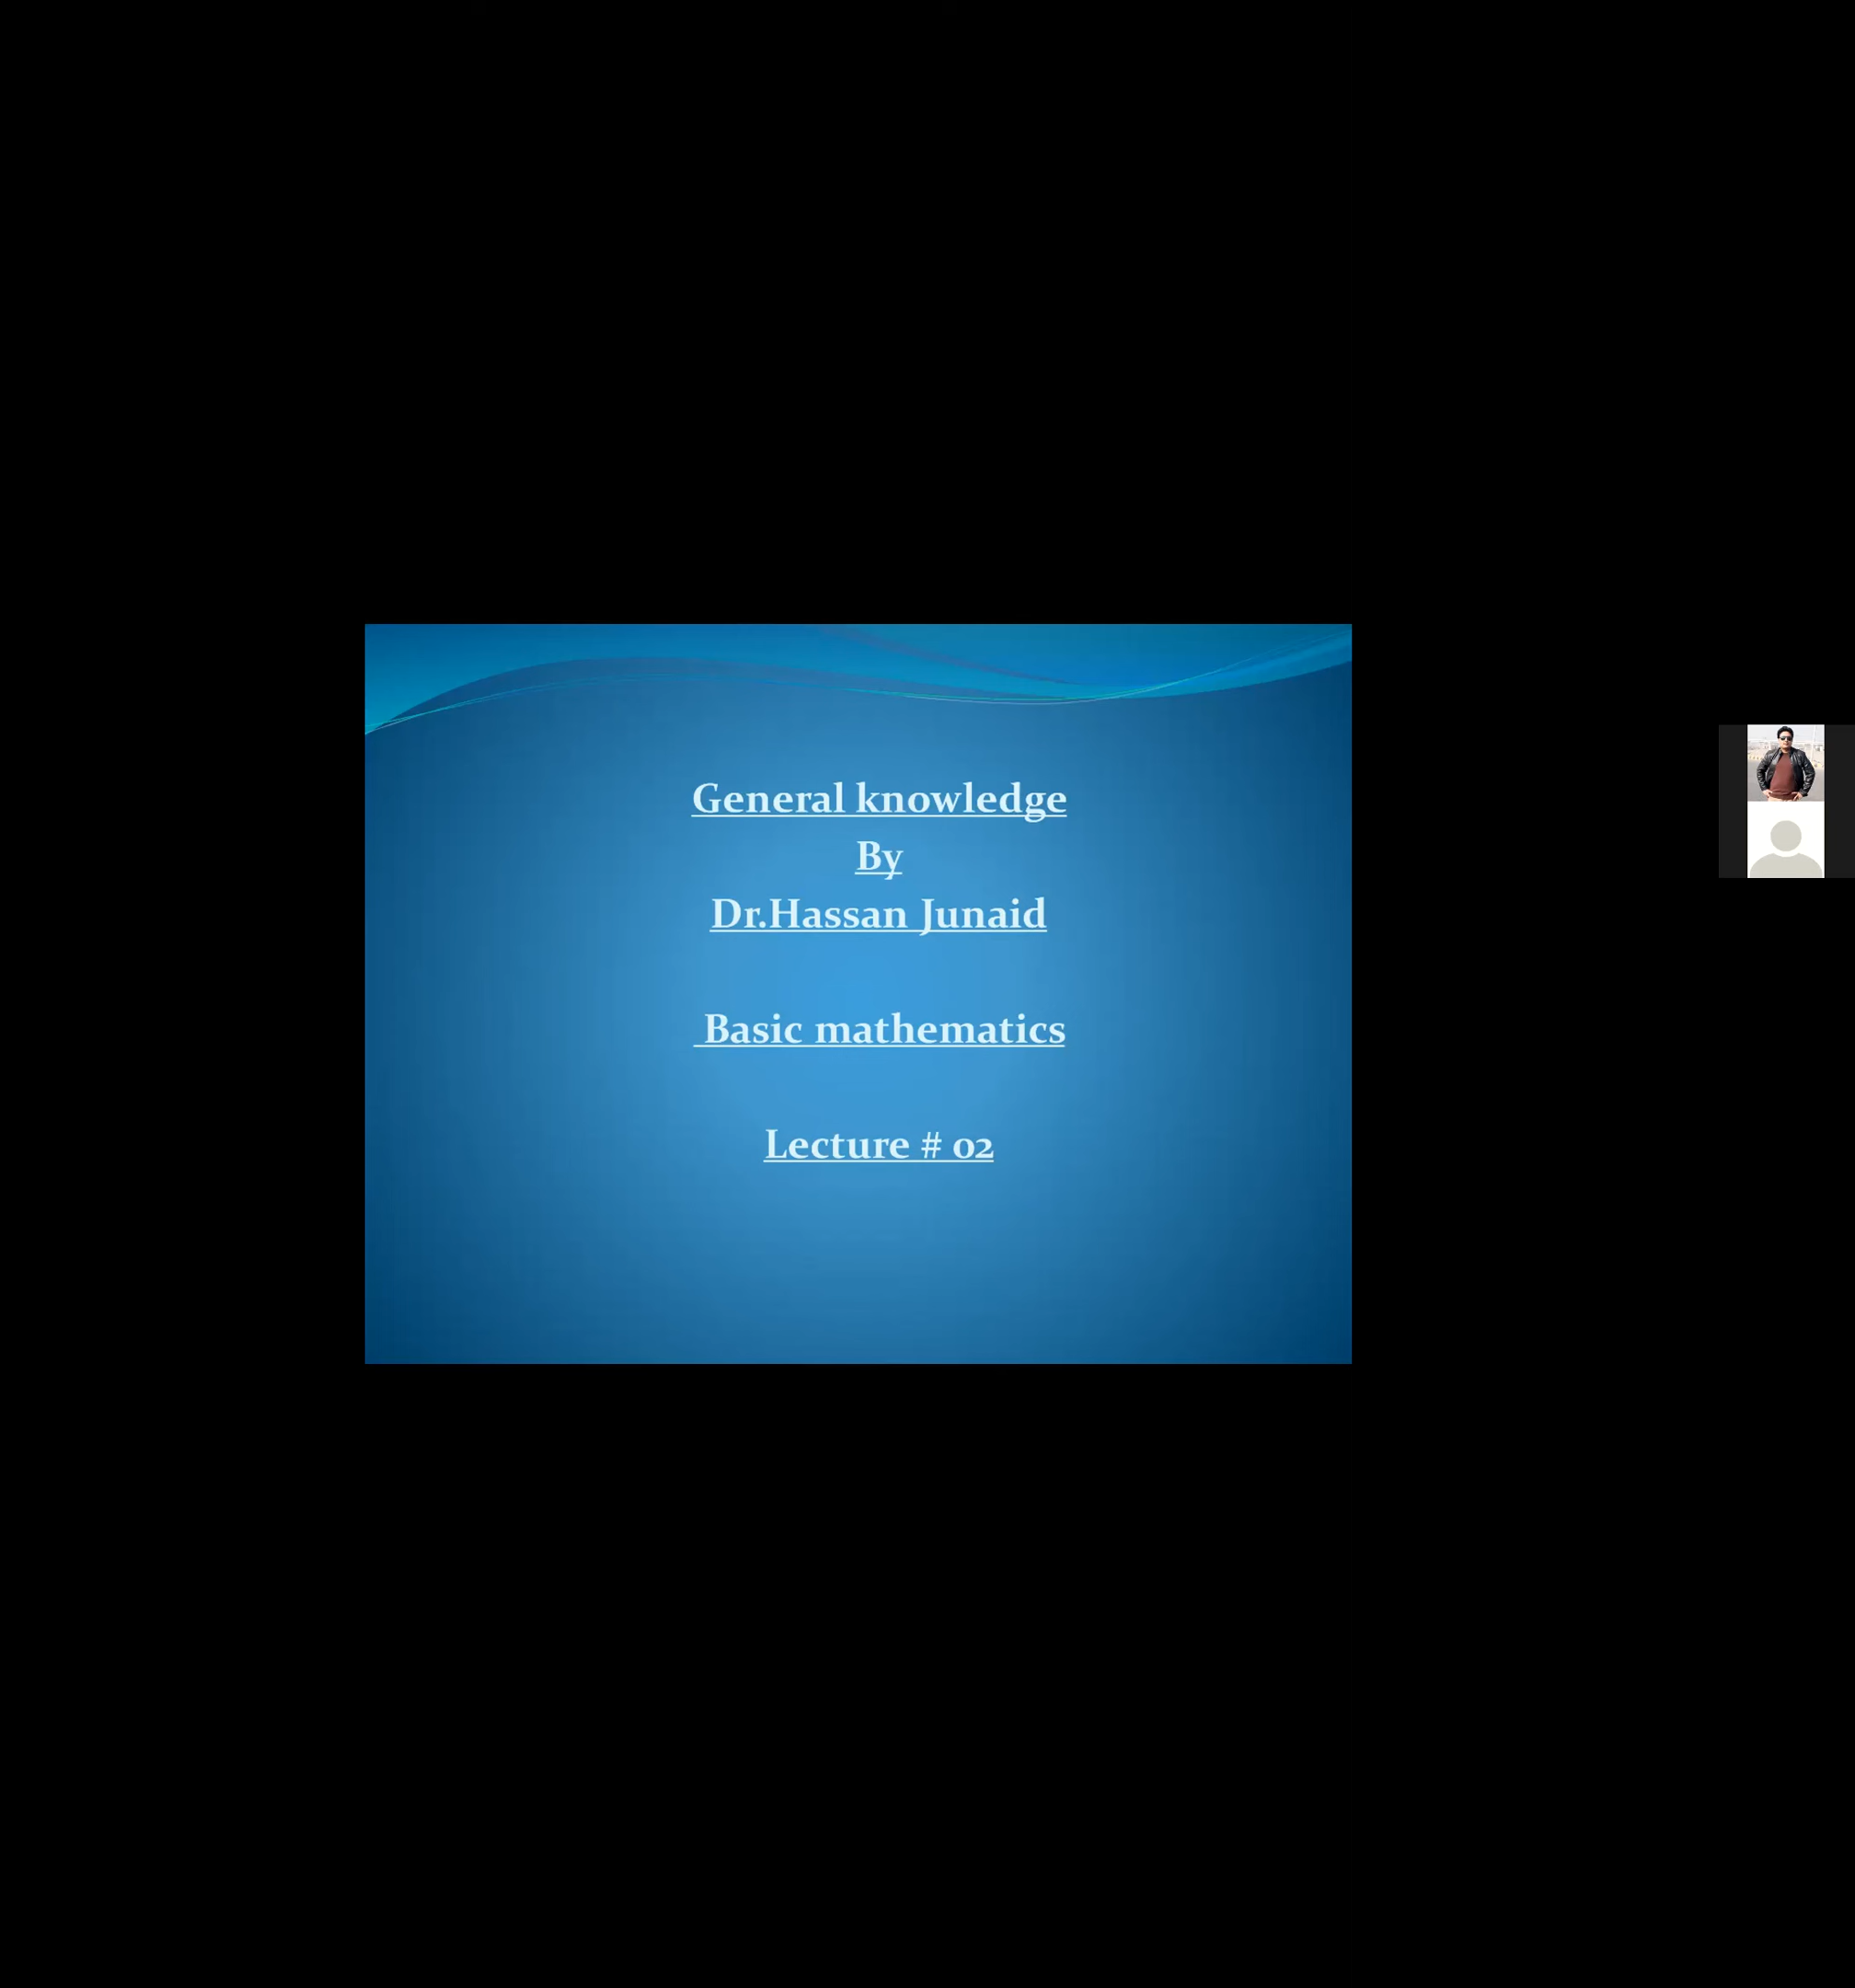 General knowledge
By
Dr.Hassan Junaid
Basic mathematics
Lecture # 02